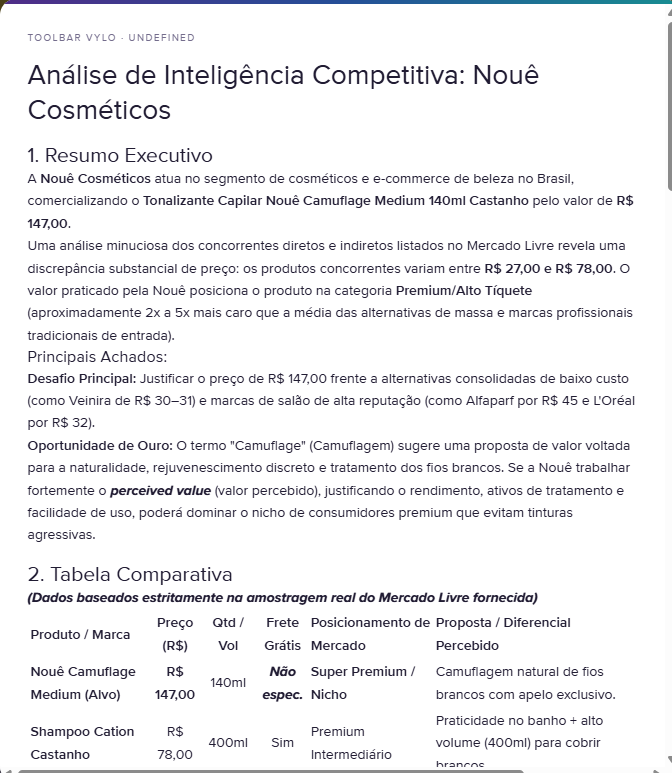 TOOLBAR VYLO · UNDEFINED
Análise de Inteligência Competitiva: Nouê
Cosméticos
1. Resumo Executivo
A Nouê Cosméticos atua no segmento de cosméticos e e-commerce de beleza no Brasil,
comercializando o Tonalizante Capilar Nouê Camuflage Medium 140ml Castanho pelo valor de R$
147,00.
Uma análise minuciosa dos concorrentes diretos e indiretos listados no Mercado Livre revela uma
discrepância substancial de preço: os produtos concorrentes variam entre R$ 27,00 e R$ 78,00. O
valor praticado pela Nouê posiciona o produto na categoria Premium/Alto Tíquete
(aproximadamente 2x a 5x mais caro que a média das alternativas de massa e marcas profissionais
tradicionais de entrada).
Principais Achados:
Desafio Principal: Justificar o preço de R$ 147,00 frente a alternativas consolidadas de baixo custo
(como Veinira de R$ 30–31) e marcas de salão de alta reputação (como Alfaparf por R$ 45 e L'Oréal
por R$ 32).
Oportunidade de Ouro: O termo "Camuflage" (Camuflagem) sugere uma proposta de valor voltada
para a naturalidade, rejuvenescimento discreto e tratamento dos fios brancos. Se a Nouê trabalhar
fortemente o perceived value (valor percebido), justificando o rendimento, ativos de tratamento e
facilidade de uso, poderá dominar o nicho de consumidores premium que evitam tinturas
agressivas.
2. Tabela Comparativa
(Dados baseados estritamente na amostragem real do Mercado Livre fornecida)
Produto / Marca Preço (R$) Qtd / Vol Frete Grátis Posicionamento de Mercado Proposta / Diferencial Percebido
Nouê Camuflage Medium (Alvo) R$ 147,00 140ml Não espec. Super Premium / Nicho Camuflagem natural de fios brancos com apelo exclusivo.
Shampoo Cation Castanho R$ 78,00 400ml Sim Premium Intermediário Praticidade no banho + alto volume (400ml) para cobrir brancos